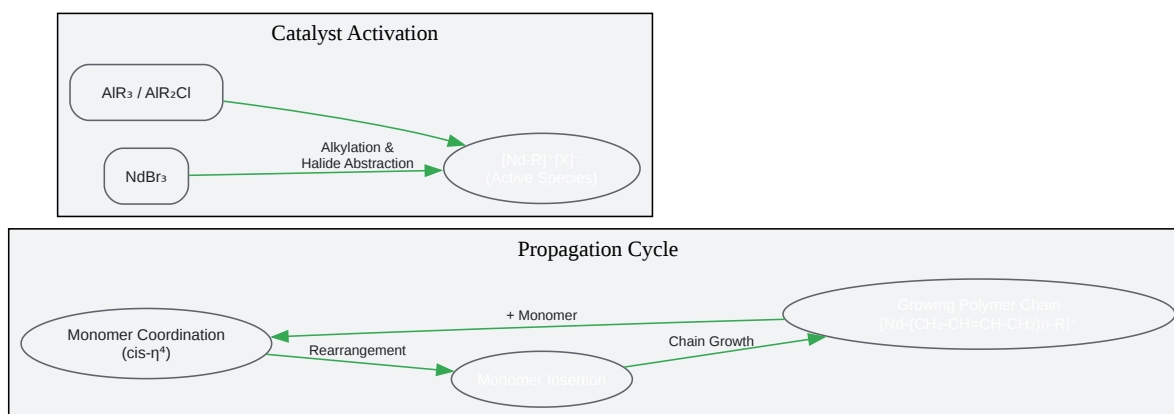 Catalyst Activation
AlR₃ / AlR₂Cl
Alkylation &
Halide Abstraction
NdBr₃
[Nd-R]⁺[X]⁻
(Active Species)
Propagation Cycle
Growing Polymer Chain
[Nd-(CH₂-CH=CH-CH₂)n-R]⁺
+ Monomer
Monomer Coordination
(cis-η⁴)
Rearrangement
Chain Growth
Monomer Insertion